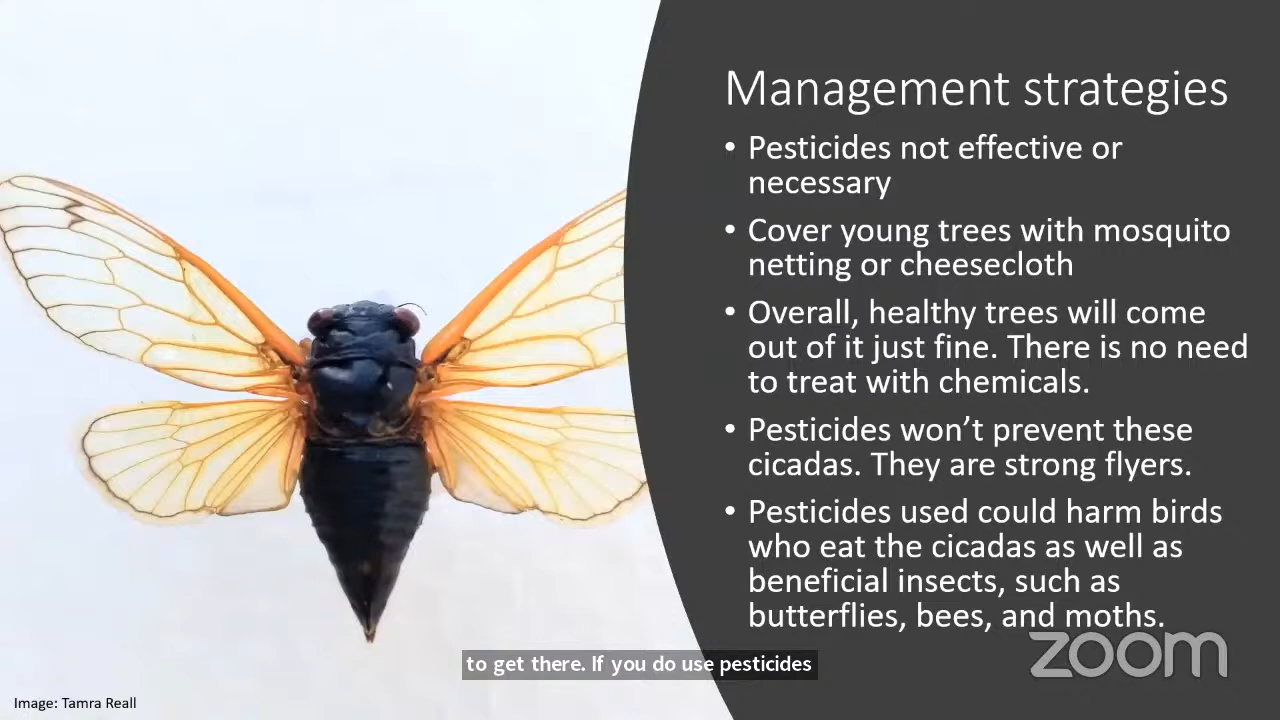 Management strategies
• Pesticides not effective or
necessary
• Cover young trees with mosquito
netting or cheesecloth
• Overall, healthy trees will come
out of it just fine. There is no need
to treat with chemicals.
• Pesticides won’t prevent these
cicadas. They are strong flyers.
• Pesticides used could harm birds
who eat the cicadas as well as
beneficial insects, such as
butterflies, bees, and moths.
zoom
to get there. If you do use pesticides
Image: Tamra Reall